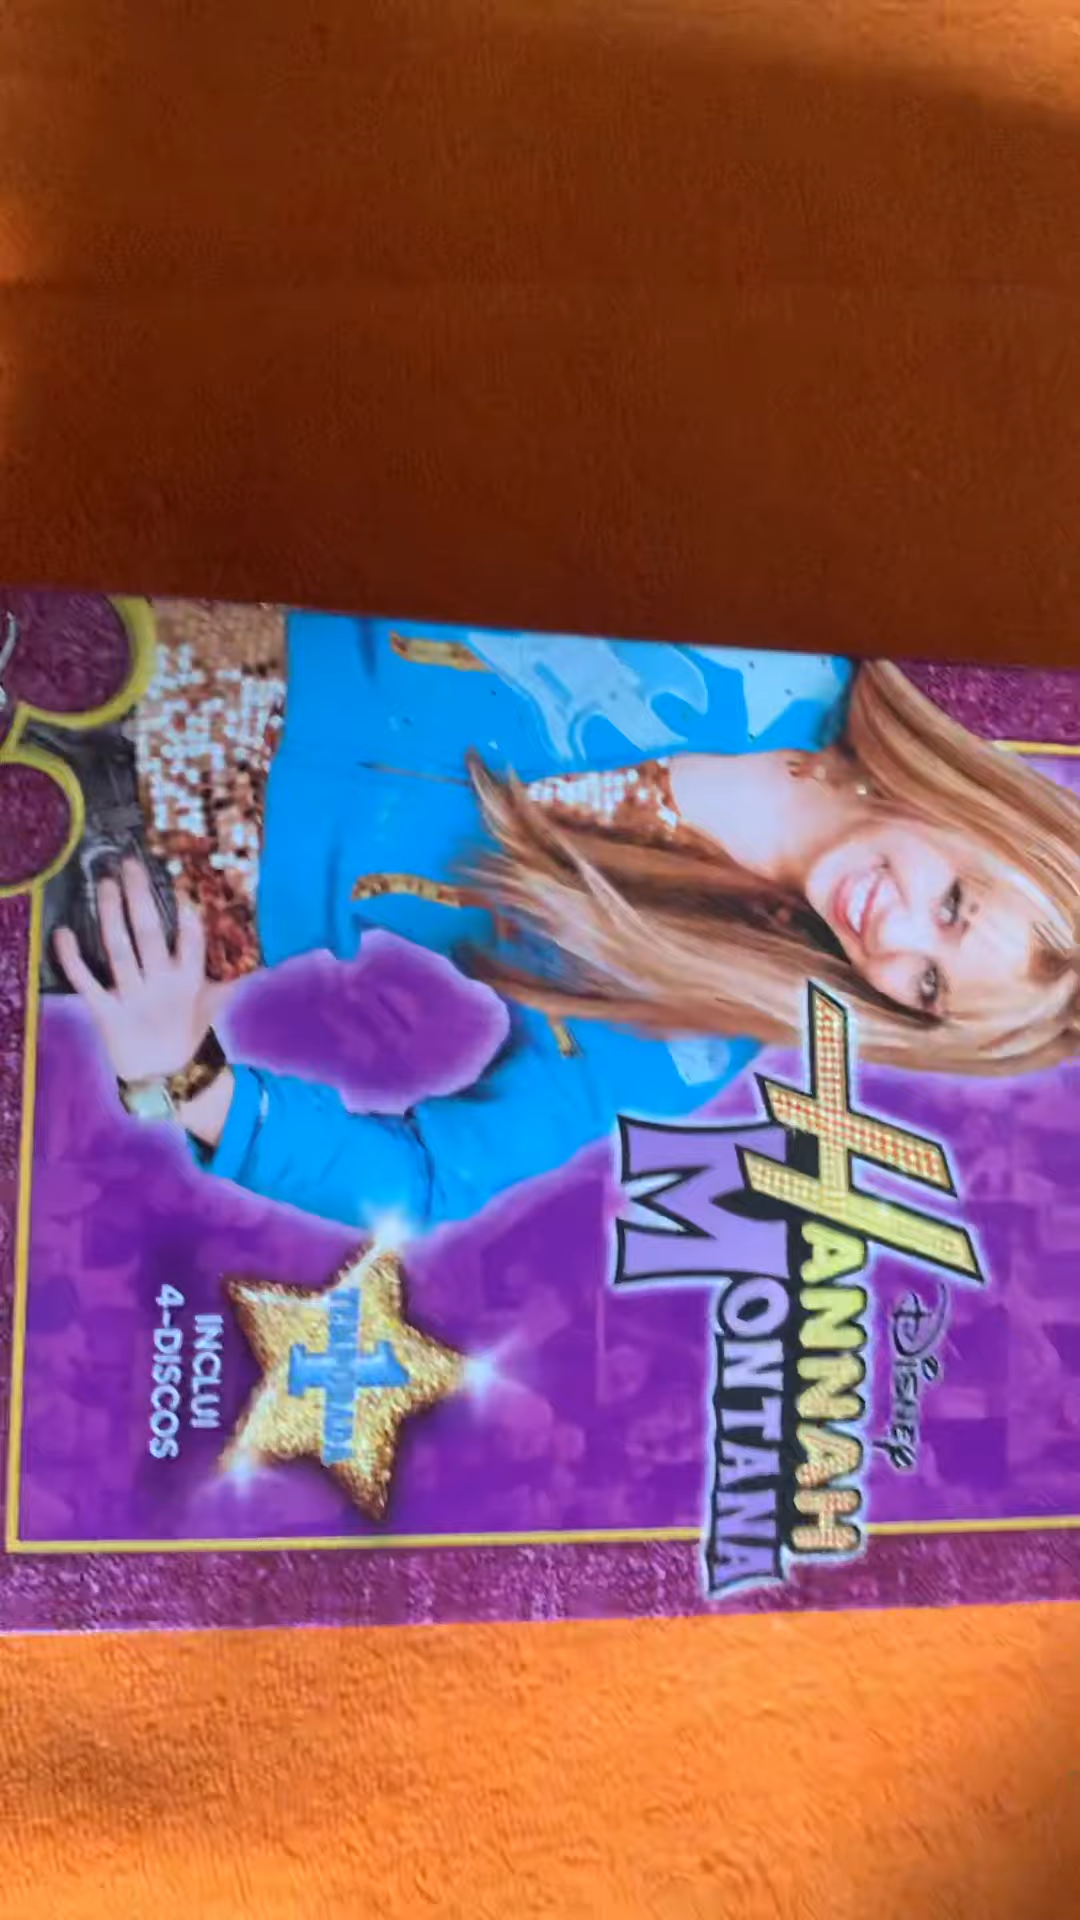 Disney
HANNAH
MONTANA
1
TEMPORADA
INCLUI
4-DISCOS